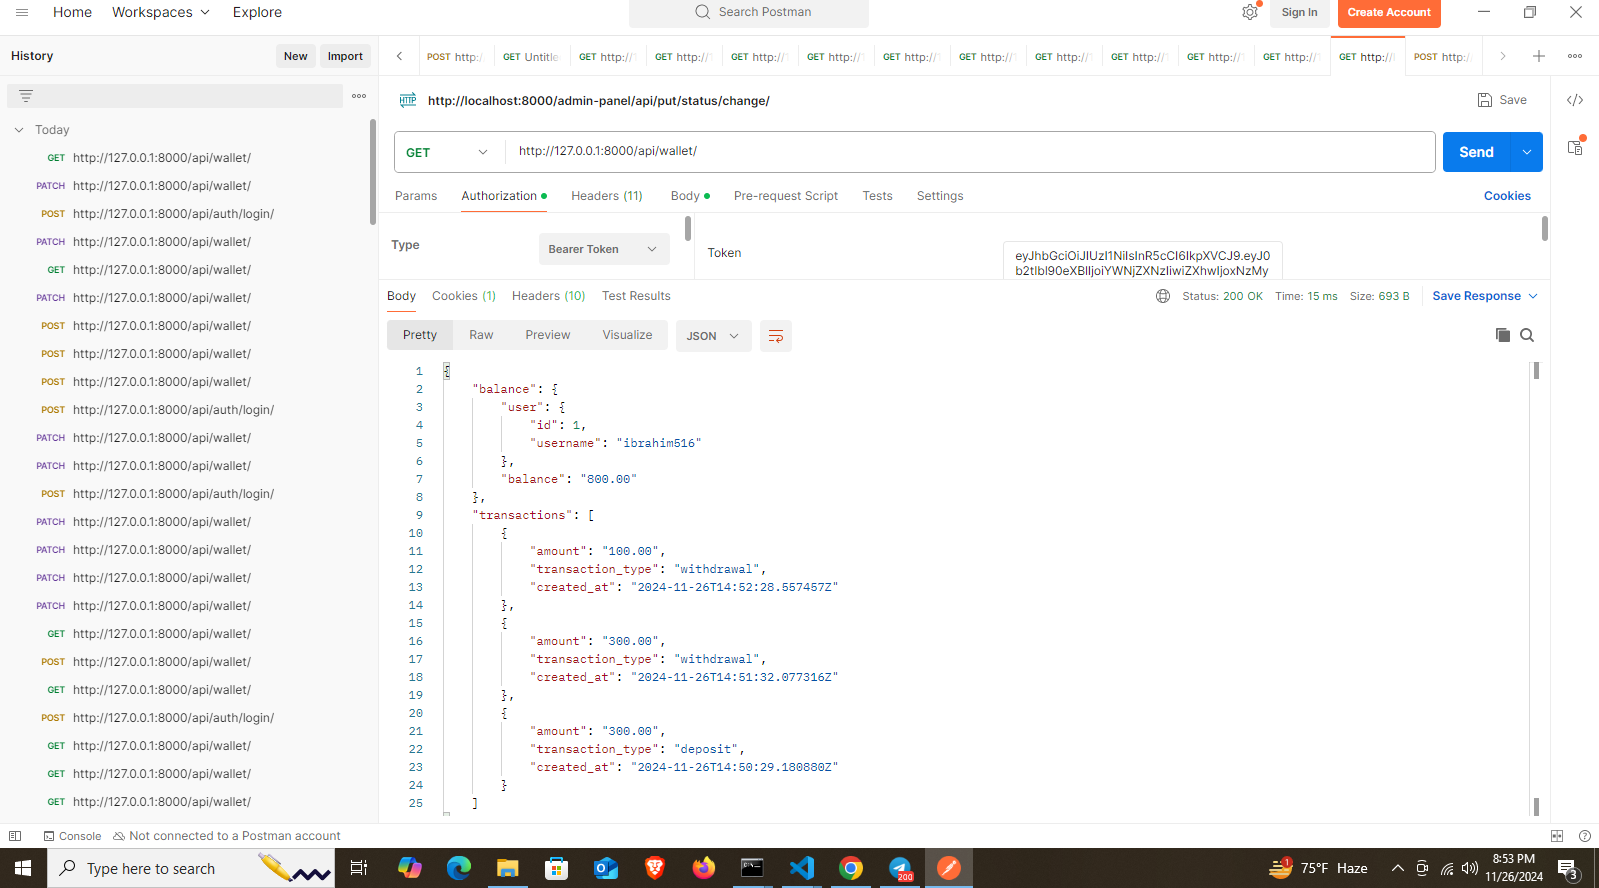 Home
Workspaces
Explore
Search Postman
Sign In
Create Account
History
New
Import
POST http:/
GET Untitle
GET http://
GET http://
GET http://
GET http://
GET http://
GET http://
GET http://
GET http://
GET http://
GET http://
GET http://
POST http:/
Today
GET http://127.0.0.1:8000/api/wallet/
PATCH http://127.0.0.1:8000/api/wallet/
POST http://127.0.0.1:8000/api/auth/login/
PATCH http://127.0.0.1:8000/api/wallet/
GET http://127.0.0.1:8000/api/wallet/
PATCH http://127.0.0.1:8000/api/wallet/
POST http://127.0.0.1:8000/api/wallet/
POST http://127.0.0.1:8000/api/wallet/
POST http://127.0.0.1:8000/api/wallet/
POST http://127.0.0.1:8000/api/auth/login/
PATCH http://127.0.0.1:8000/api/wallet/
PATCH http://127.0.0.1:8000/api/wallet/
POST http://127.0.0.1:8000/api/auth/login/
PATCH http://127.0.0.1:8000/api/wallet/
PATCH http://127.0.0.1:8000/api/wallet/
PATCH http://127.0.0.1:8000/api/wallet/
PATCH http://127.0.0.1:8000/api/wallet/
GET http://127.0.0.1:8000/api/wallet/
POST http://127.0.0.1:8000/api/wallet/
GET http://127.0.0.1:8000/api/wallet/
POST http://127.0.0.1:8000/api/auth/login/
GET http://127.0.0.1:8000/api/wallet/
GET http://127.0.0.1:8000/api/wallet/
GET http://127.0.0.1:8000/api/wallet/
HTTP http://localhost:8000/admin-panel/api/put/status/change/
Save
GET http://127.0.0.1:8000/api/wallet/
Send
Params Authorization Headers (11) Body Pre-request Script Tests Settings
Cookies
Type
Bearer Token
Token
eyJhbGciOiJIUzI1NiIsInR5cCI6IkpXVCJ9.eyJ0
b2tlbl90eXBlIjoiYWNjZXNzIiwiZXhwIjoxNzMy
Body Cookies (1) Headers (10) Test Results
Status: 200 OK Time: 15 ms Size: 693 B
Save Response
Pretty Raw Preview Visualize JSON
1 {
2 "balance": {
3 "user": {
4 "id": 1,
5 "username": "ibrahim516"
6 },
7 "balance": "800.00"
8 },
9 "transactions": [
10 {
11 "amount": "100.00",
12 "transaction_type": "withdrawal",
13 "created_at": "2024-11-26T14:52:28.557457Z"
14 },
15 {
16 "amount": "300.00",
17 "transaction_type": "withdrawal",
18 "created_at": "2024-11-26T14:51:32.077316Z"
19 },
20 {
21 "amount": "300.00",
22 "transaction_type": "deposit",
23 "created_at": "2024-11-26T14:50:29.180880Z"
24 }
25 ]
Console
Not connected to a Postman account
Type here to search
200
1
75°F Haze
8:53 PM
11/26/2024
3